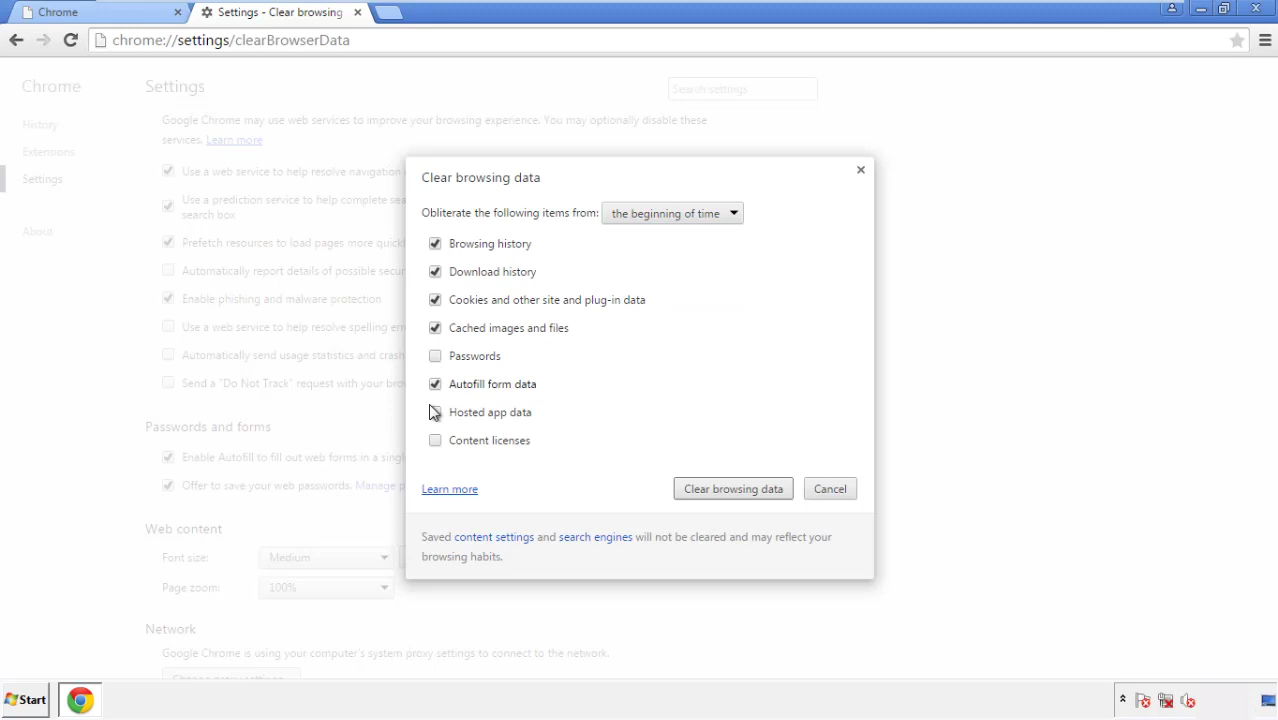 Chrome
Settings - Clear browsing
chrome://settings/clearBrowserData
Chrome
History
Extensions
Settings
About
Settings
Search settings
Google Chrome may use web services to improve your browsing experience. You may optionally disable these
services. Learn more
Use a web service to help resolve navigation
Use a prediction service to help complete sea
search box
Prefetch resources to load pages more quickl
Automatically report details of possible secur
Enable phishing and malware protection
Use a web service to help resolve spelling err
Automatically send usage statistics and crash
Send a "Do Not Track" request with your brow
Passwords and forms
Enable Autofill to fill out web forms in a singl
Offer to save your web passwords. Manage p
Web content
Font size:
Medium
Page zoom:
100%
Network
Google Chrome is using your computer's system proxy settings to connect to the network.
Clear browsing data
Obliterate the following items from:
the beginning of time
Browsing history
Download history
Cookies and other site and plug-in data
Cached images and files
Passwords
Autofill form data
Hosted app data
Content licenses
Learn more
Clear browsing data
Cancel
Saved content settings and search engines will not be cleared and may reflect your
browsing habits.
Start